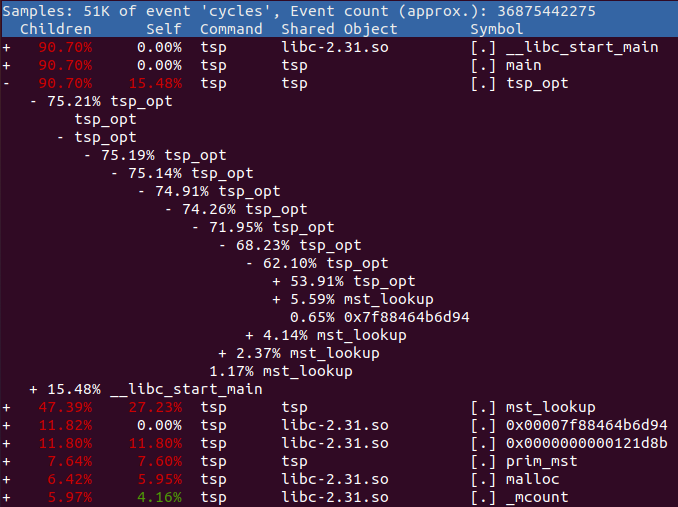 Samples: 51K of event 'cycles', Event count (approx.): 36875442275
Children Self Command Shared Object Symbol
+ 90.70% 0.00% tsp libc-2.31.so [.] __libc_start_main
+ 90.70% 0.00% tsp tsp [.] main
- 90.70% 15.48% tsp tsp [.] tsp_opt
- 75.21% tsp_opt
tsp_opt
- tsp_opt
- 75.19% tsp_opt
- 75.14% tsp_opt
- 74.91% tsp_opt
- 74.26% tsp_opt
- 71.95% tsp_opt
- 68.23% tsp_opt
- 62.10% tsp_opt
+ 53.91% tsp_opt
+ 5.59% mst_lookup
0.65% 0x7f88464b6d94
+ 4.14% mst_lookup
+ 2.37% mst_lookup
1.17% mst_lookup
+ 15.48% __libc_start_main
+ 47.39% 27.23% tsp tsp [.] mst_lookup
+ 11.82% 0.00% tsp libc-2.31.so [.] 0x00007f88464b6d94
+ 11.80% 11.80% tsp libc-2.31.so [.] 0x0000000000121d8b
+ 7.64% 7.60% tsp tsp [.] prim_mst
+ 6.42% 5.95% tsp libc-2.31.so [.] malloc
+ 5.97% 4.16% tsp libc-2.31.so [.] _mcount